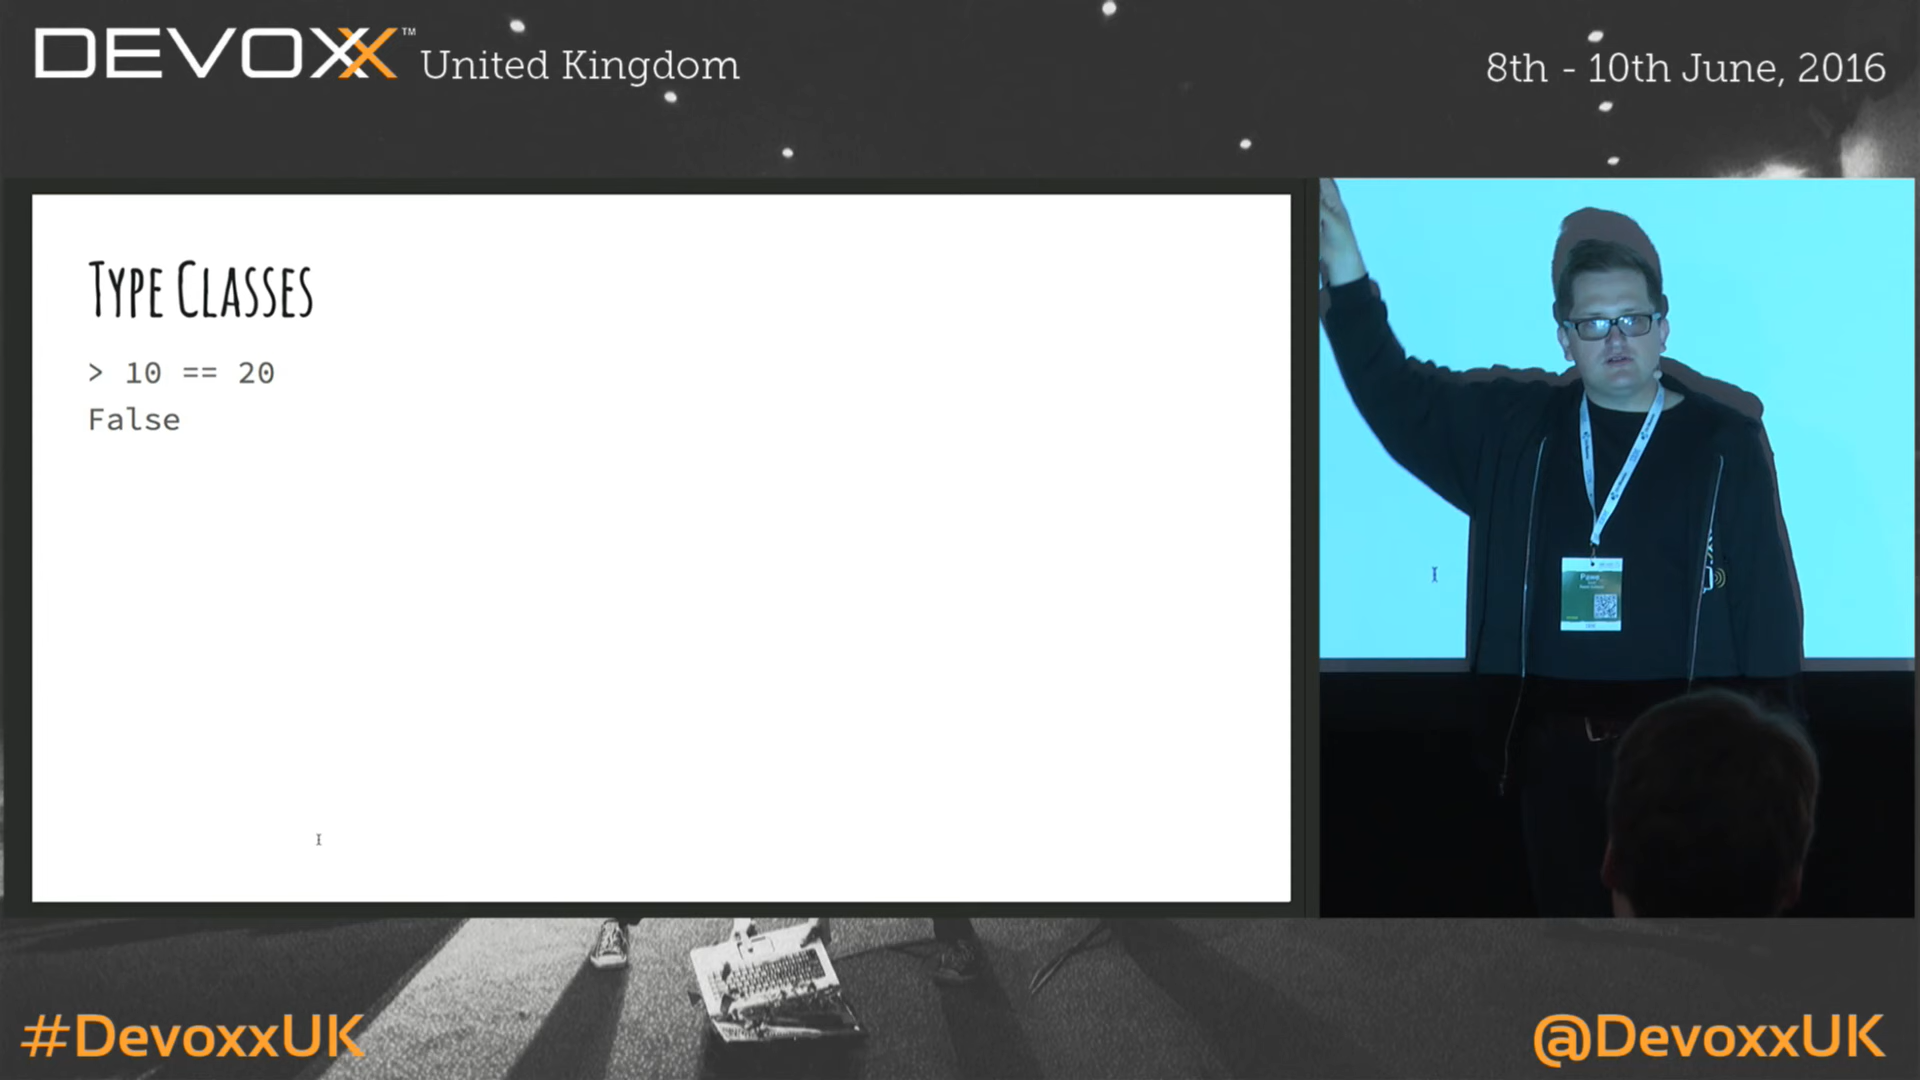 DEVOXX™ United Kingdom
8th - 10th June, 2016
Type Classes
> 10 == 20
False
#DevoxxUK
@DevoxxUK